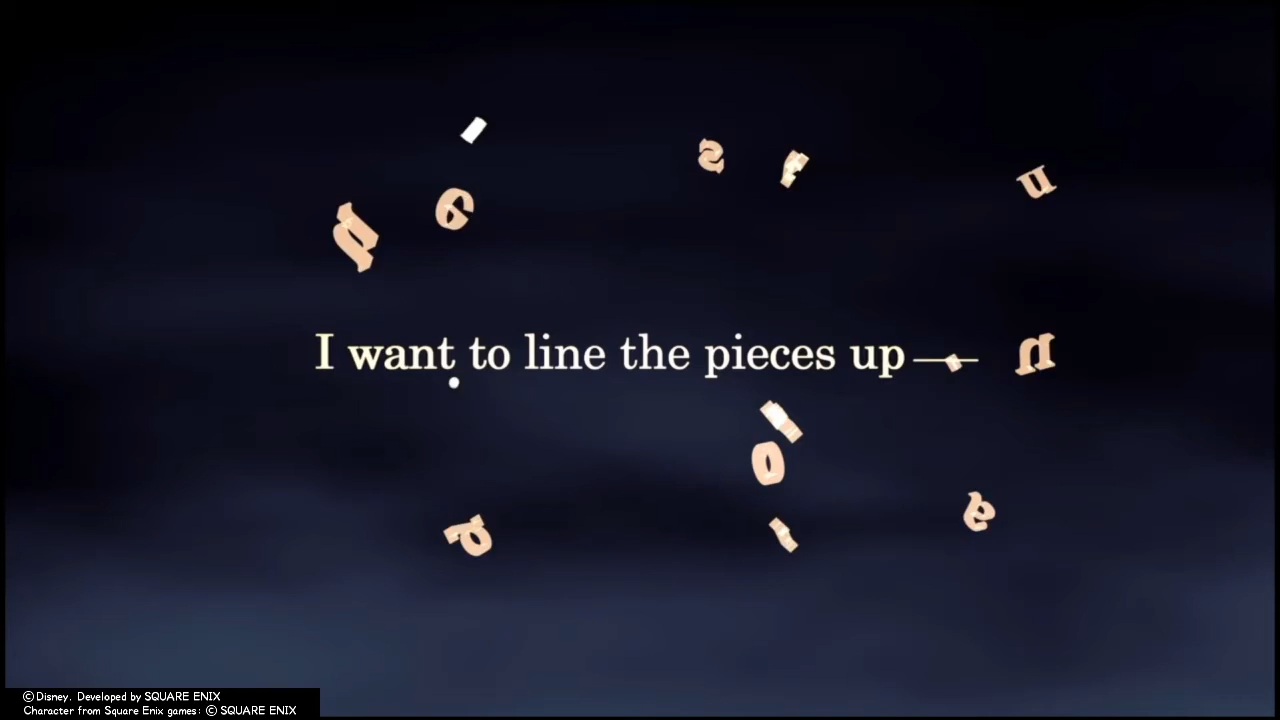 I want to line the pieces up—
© Disney. Developed by SQUARE ENIX
Character from Square Enix games: © SQUARE ENIX